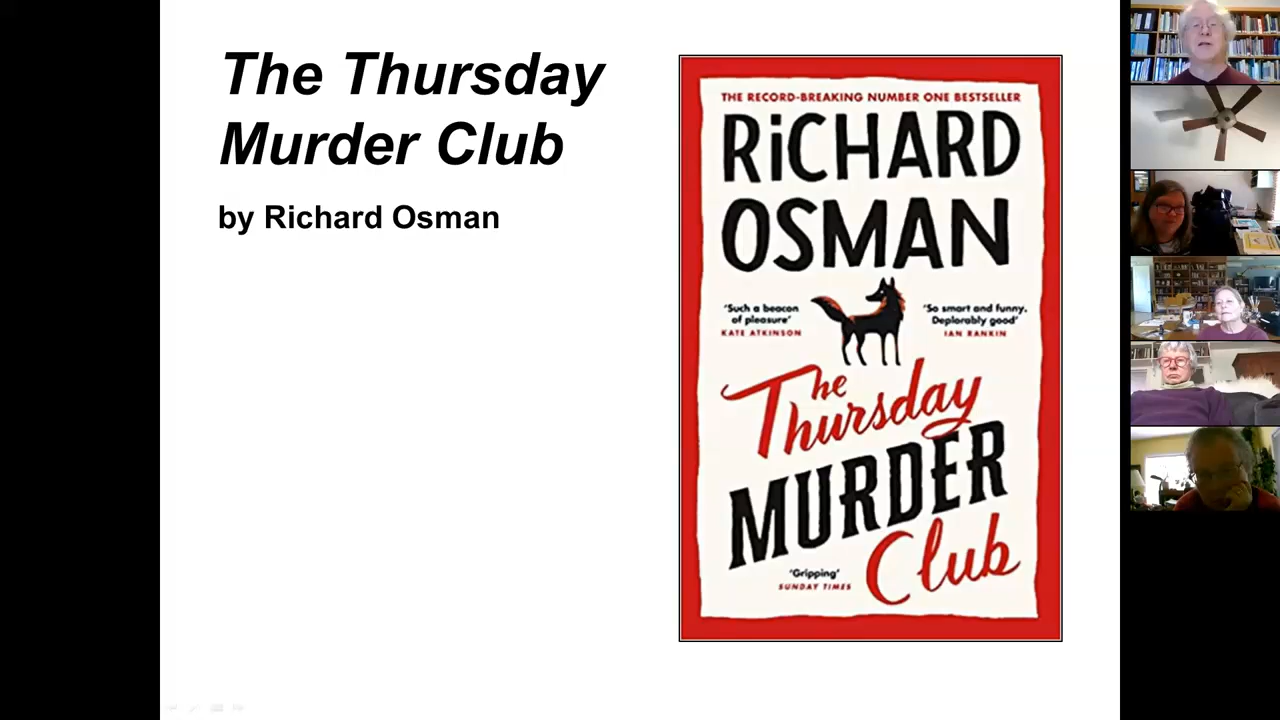 The Thursday
Murder Club
by Richard Osman
THE RECORD-BREAKING NUMBER ONE BESTSELLER
RiCHARD
OSMAN
'Such a beacon
of pleasure'
KATE ATKINSON
'So smart and funny.
Deplorably good'
IAN RANKIN
The
Thursday
MURDER
Club
'Gripping'
SUNDAY TIMES